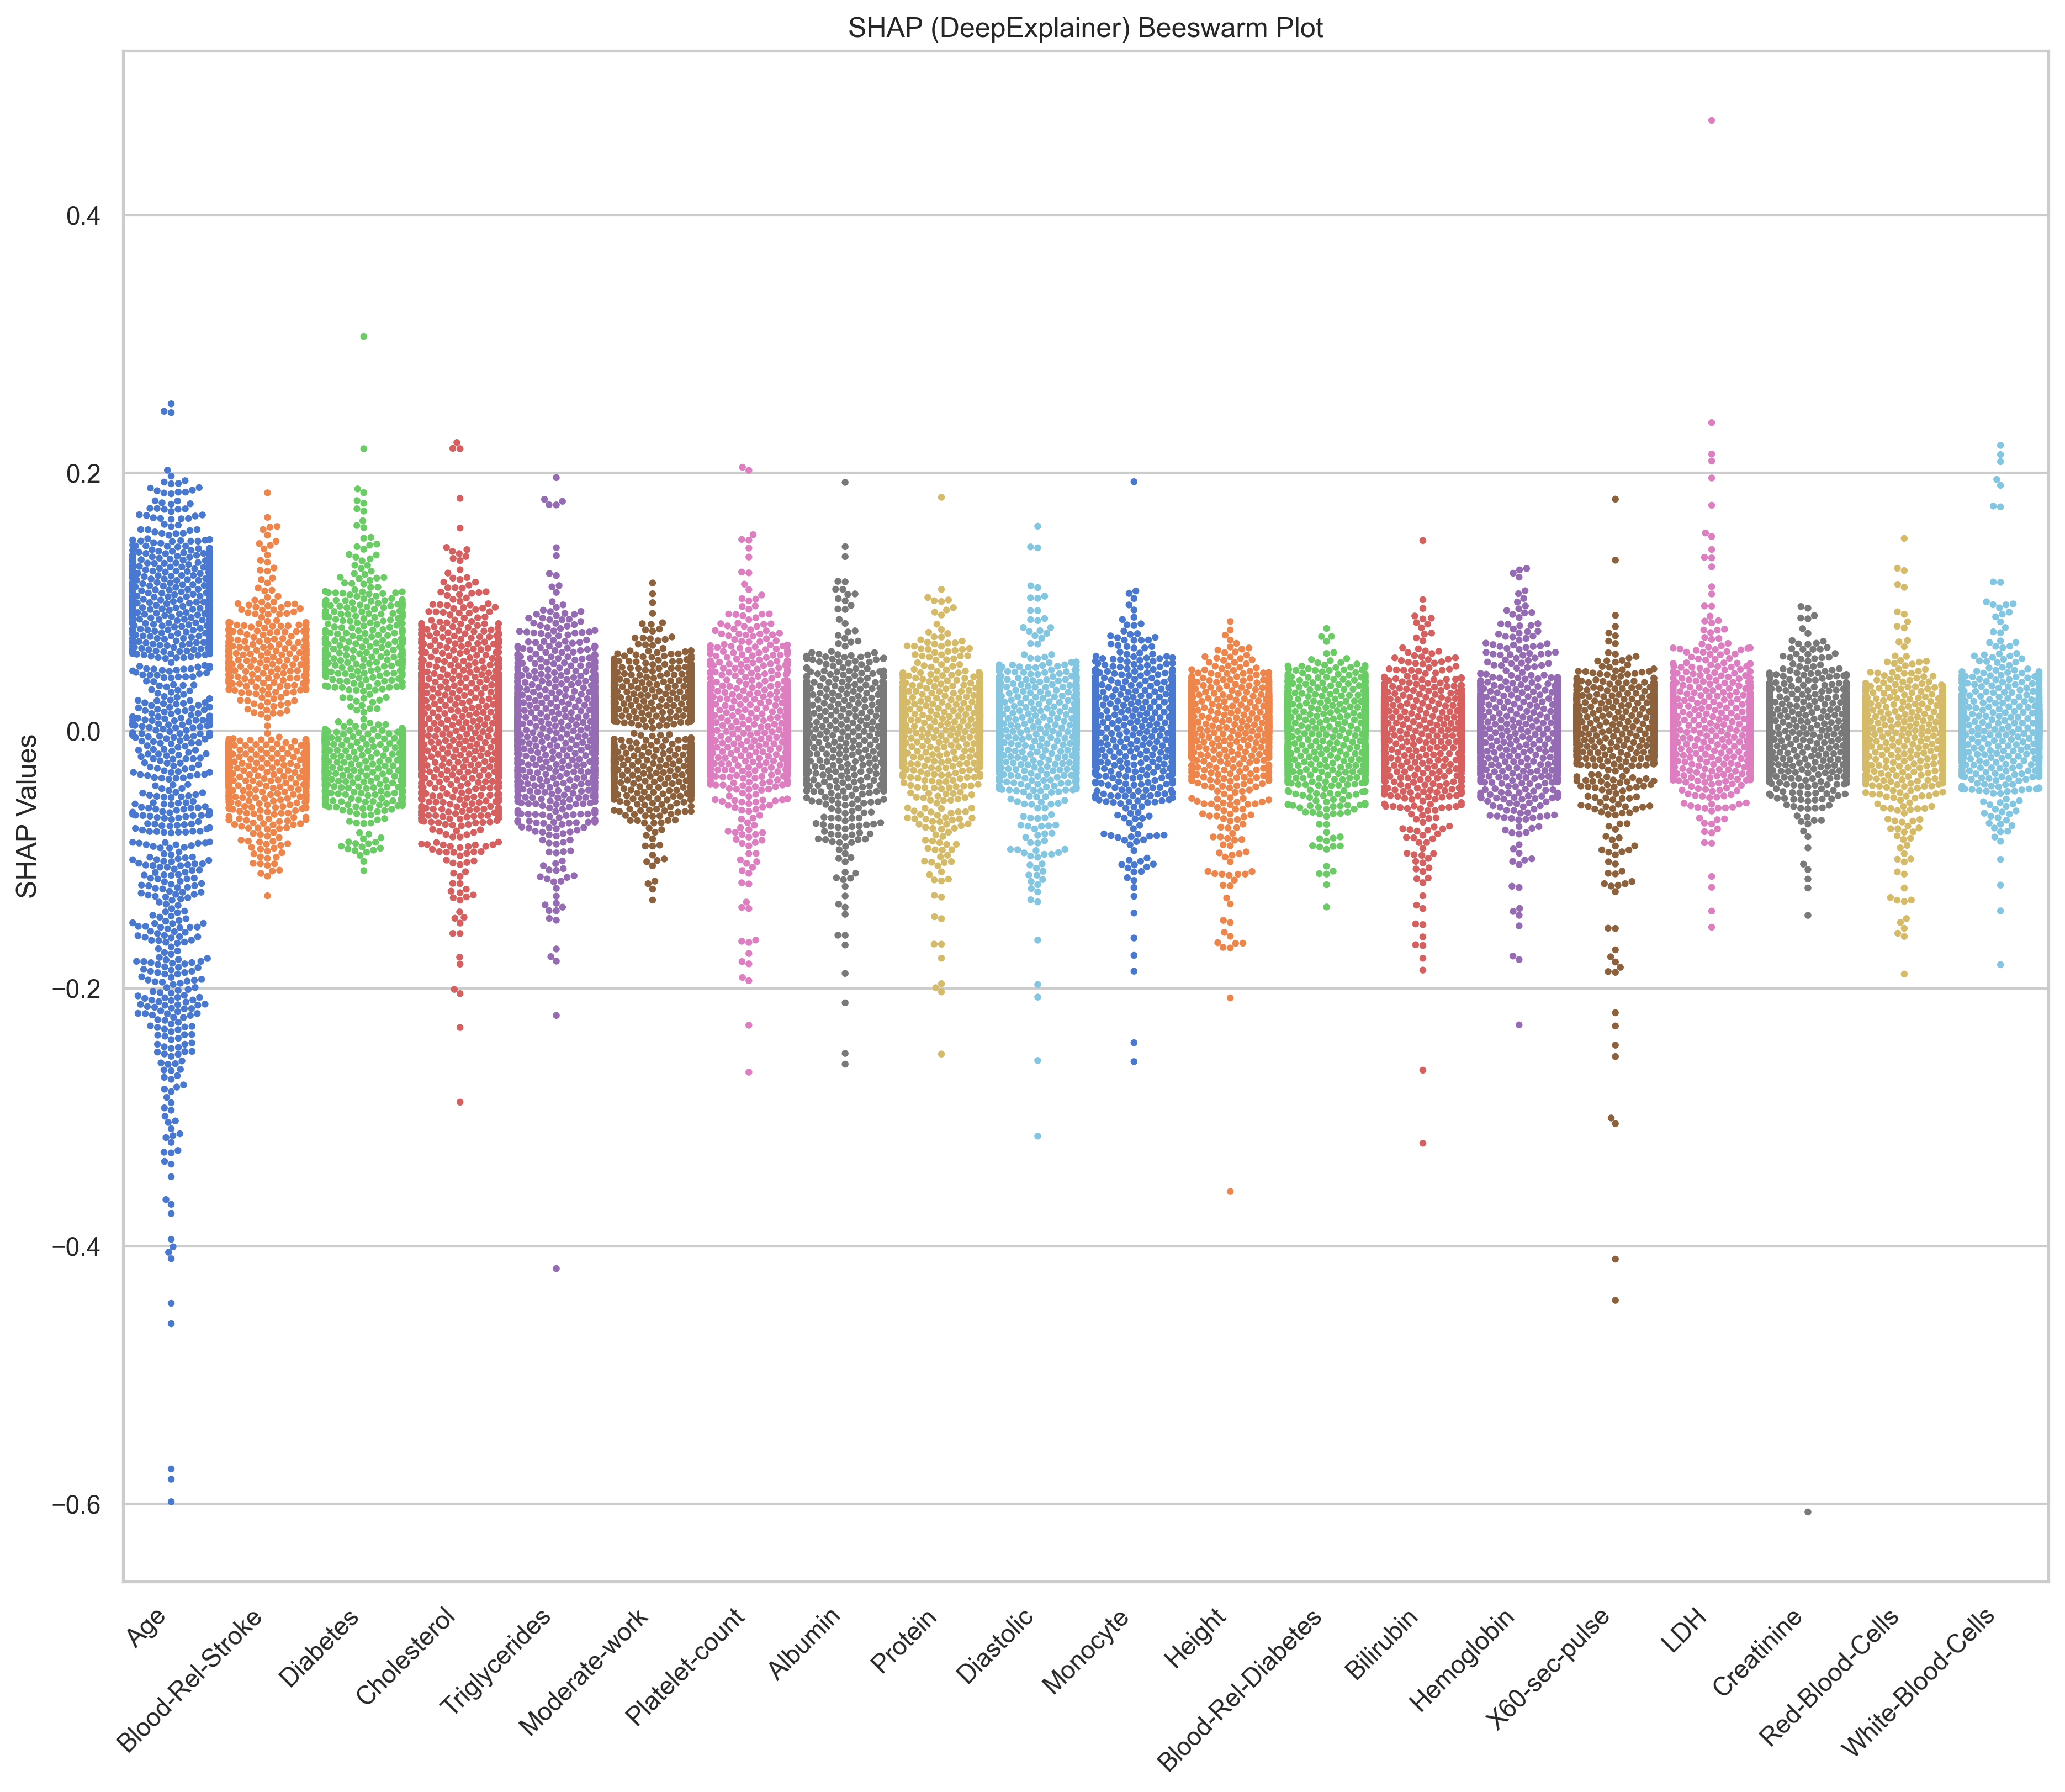 SHAP (DeepExplainer) Beeswarm Plot
SHAP Values
0.4
0.2
0.0
−0.2
−0.4
−0.6
Age
Blood-Rel-Stroke
Diabetes
Cholesterol
Triglycerides
Moderate-work
Platelet-count
Albumin
Protein
Diastolic
Monocyte
Height
Blood-Rel-Diabetes
Bilirubin
Hemoglobin
X60-sec-pulse
LDH
Creatinine
Red-Blood-Cells
White-Blood-Cells